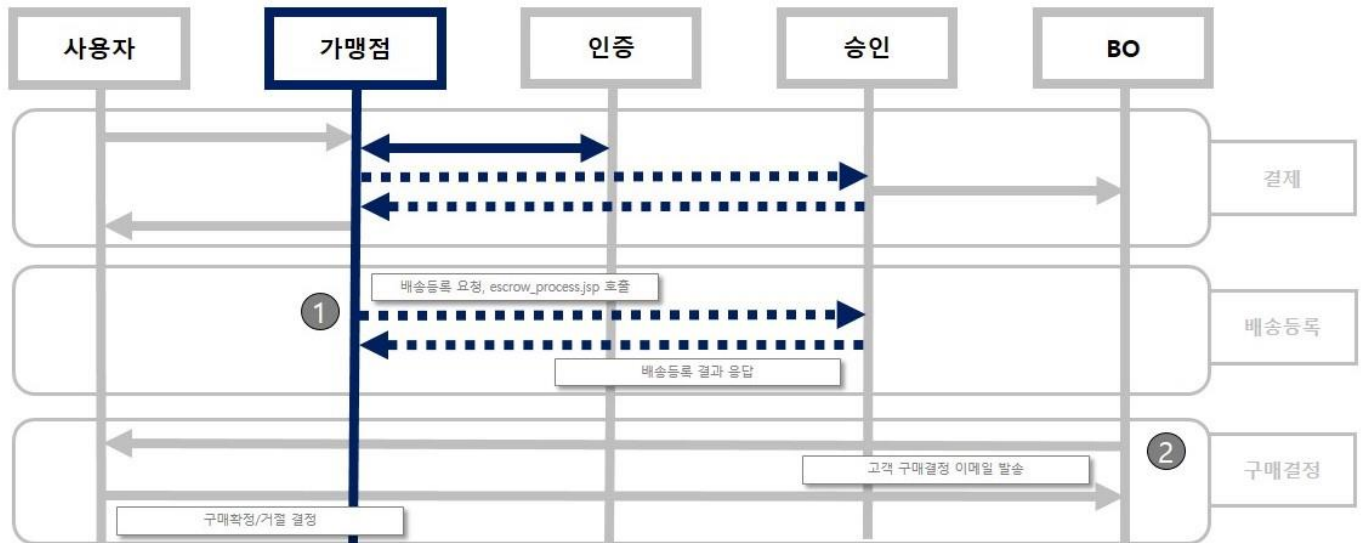 사용자
가맹점
인증
승인
BO
결제
배송등록 요청, escrow_process.jsp 호출
1
배송등록
배송등록 결과 응답
2
고객 구매결정 이메일 발송
구매결정
구매확정/거절 결정